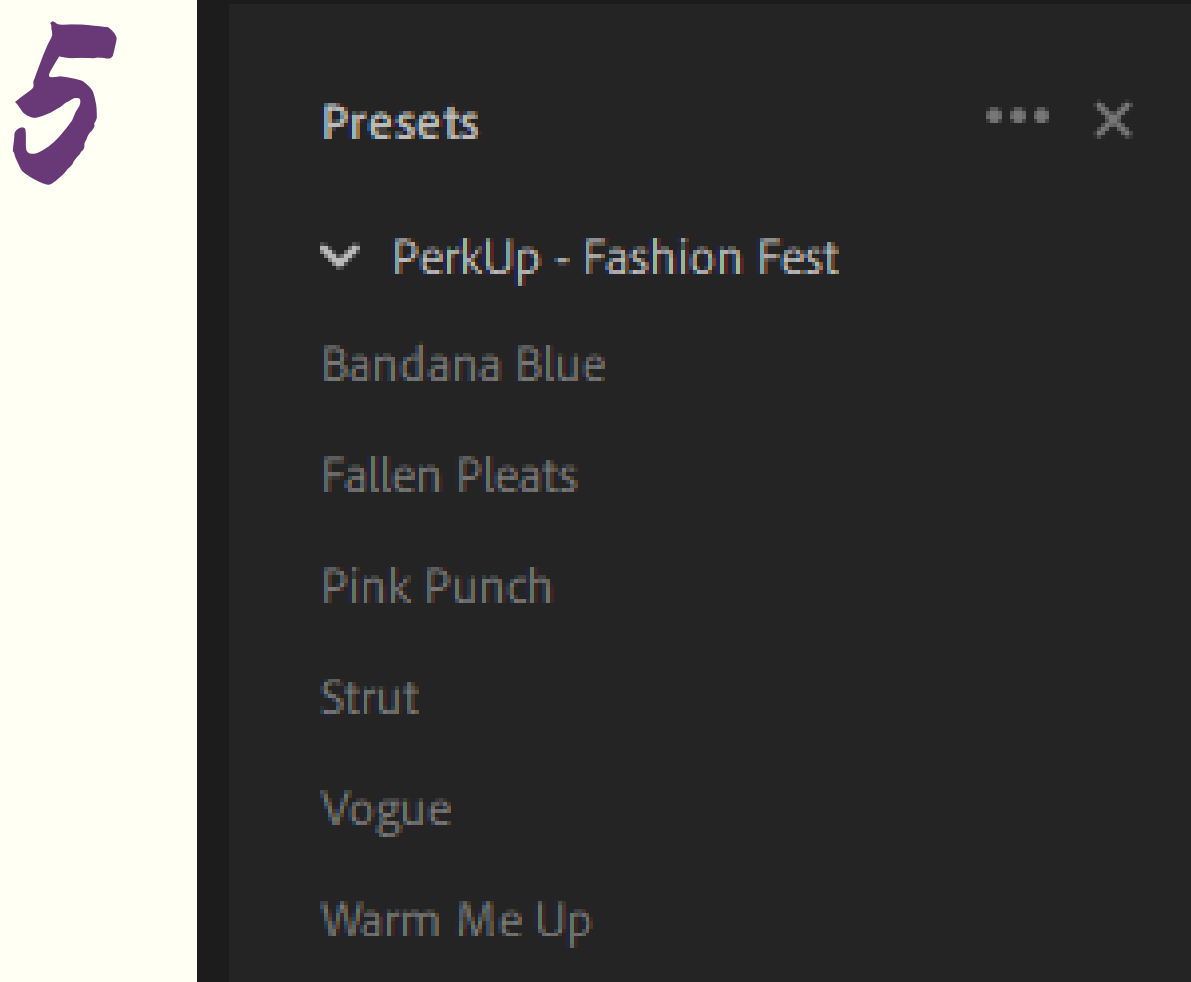 5
Presets
PerkUp - Fashion Fest
Bandana Blue
Fallen Pleats
Pink Punch
Strut
Vogue
Warm Me Up